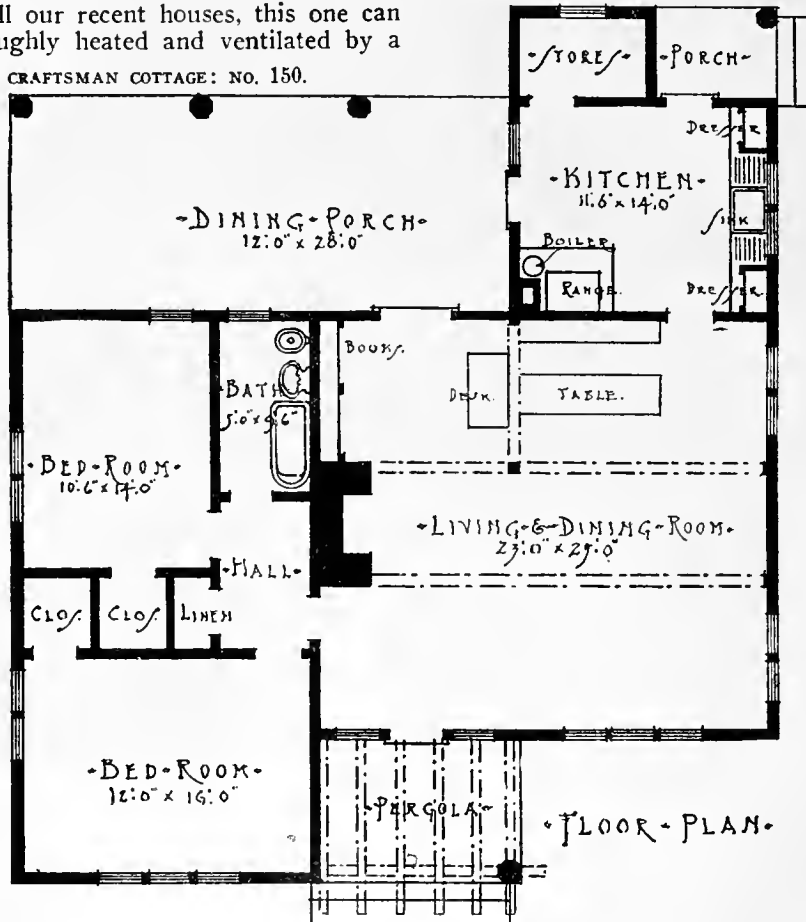 ll our recent houses, this one can
ughly heated and ventilated by a
CRAFTSMAN COTTAGE: NO. 150.
·STORES·
·PORCH·
DRESSER
·KITCHEN·
11'.6" x 14'.0"
SINK
·DINING·PORCH·
12'.0" x 28'.0"
BOILER
RANGE.
DRESSER.
BOOKS.
·BATH·
5'.0" x 9'.6"
DESK.
TABLE.
·BED·ROOM·
10'.6" x 14'.0"
·LIVING·&·DINING·ROOM·
23'.0" x 29'.0"
·HALL·
CLOS.
CLOS.
LINEN
·BED·ROOM·
12'.0" x 16'.0"
·PERGOLA·
·FLOOR·PLAN·